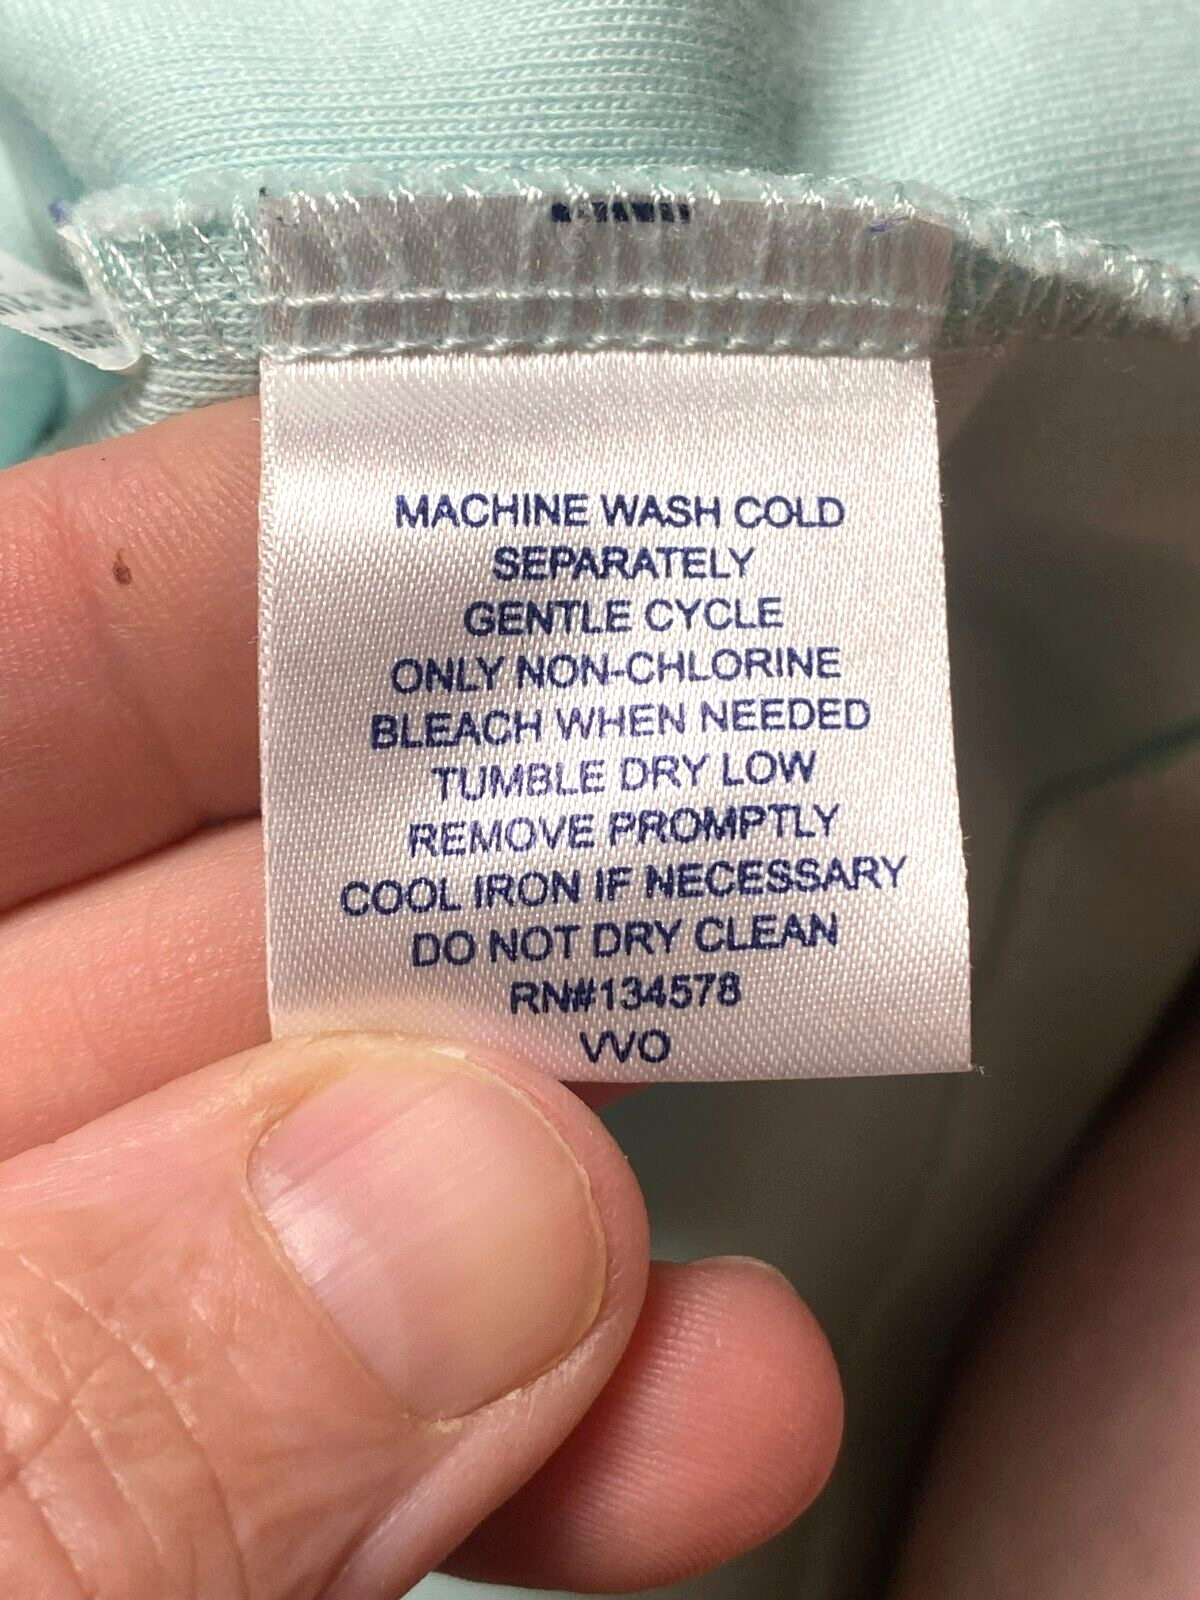 MACHINE WASH COLD
SEPARATELY
GENTLE CYCLE
ONLY NON-CHLORINE
BLEACH WHEN NEEDED
TUMBLE DRY LOW
REMOVE PROMPTLY
COOL IRON IF NECESSARY
DO NOT DRY CLEAN
RN#134578
VVO